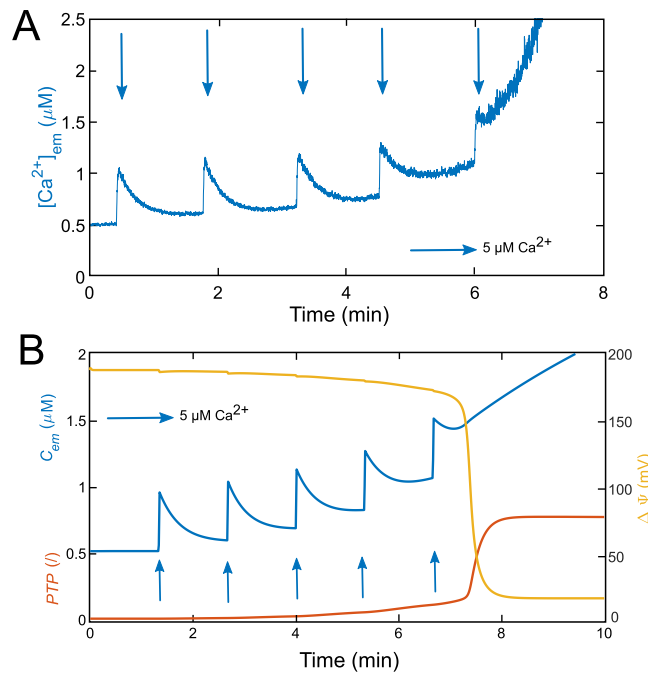 A
2.5
2
1.5
1
0.5
0
[Ca2+]em (μM)
5 μM Ca2+
0 2 4 6 8
Time (min)
B
2
1.5
1
0.5
0
Cem (μM)
PTP (/)
5 μM Ca2+
200
150
100
50
0
Δ Ψ (mV)
0 2 4 6 8 10
Time (min)